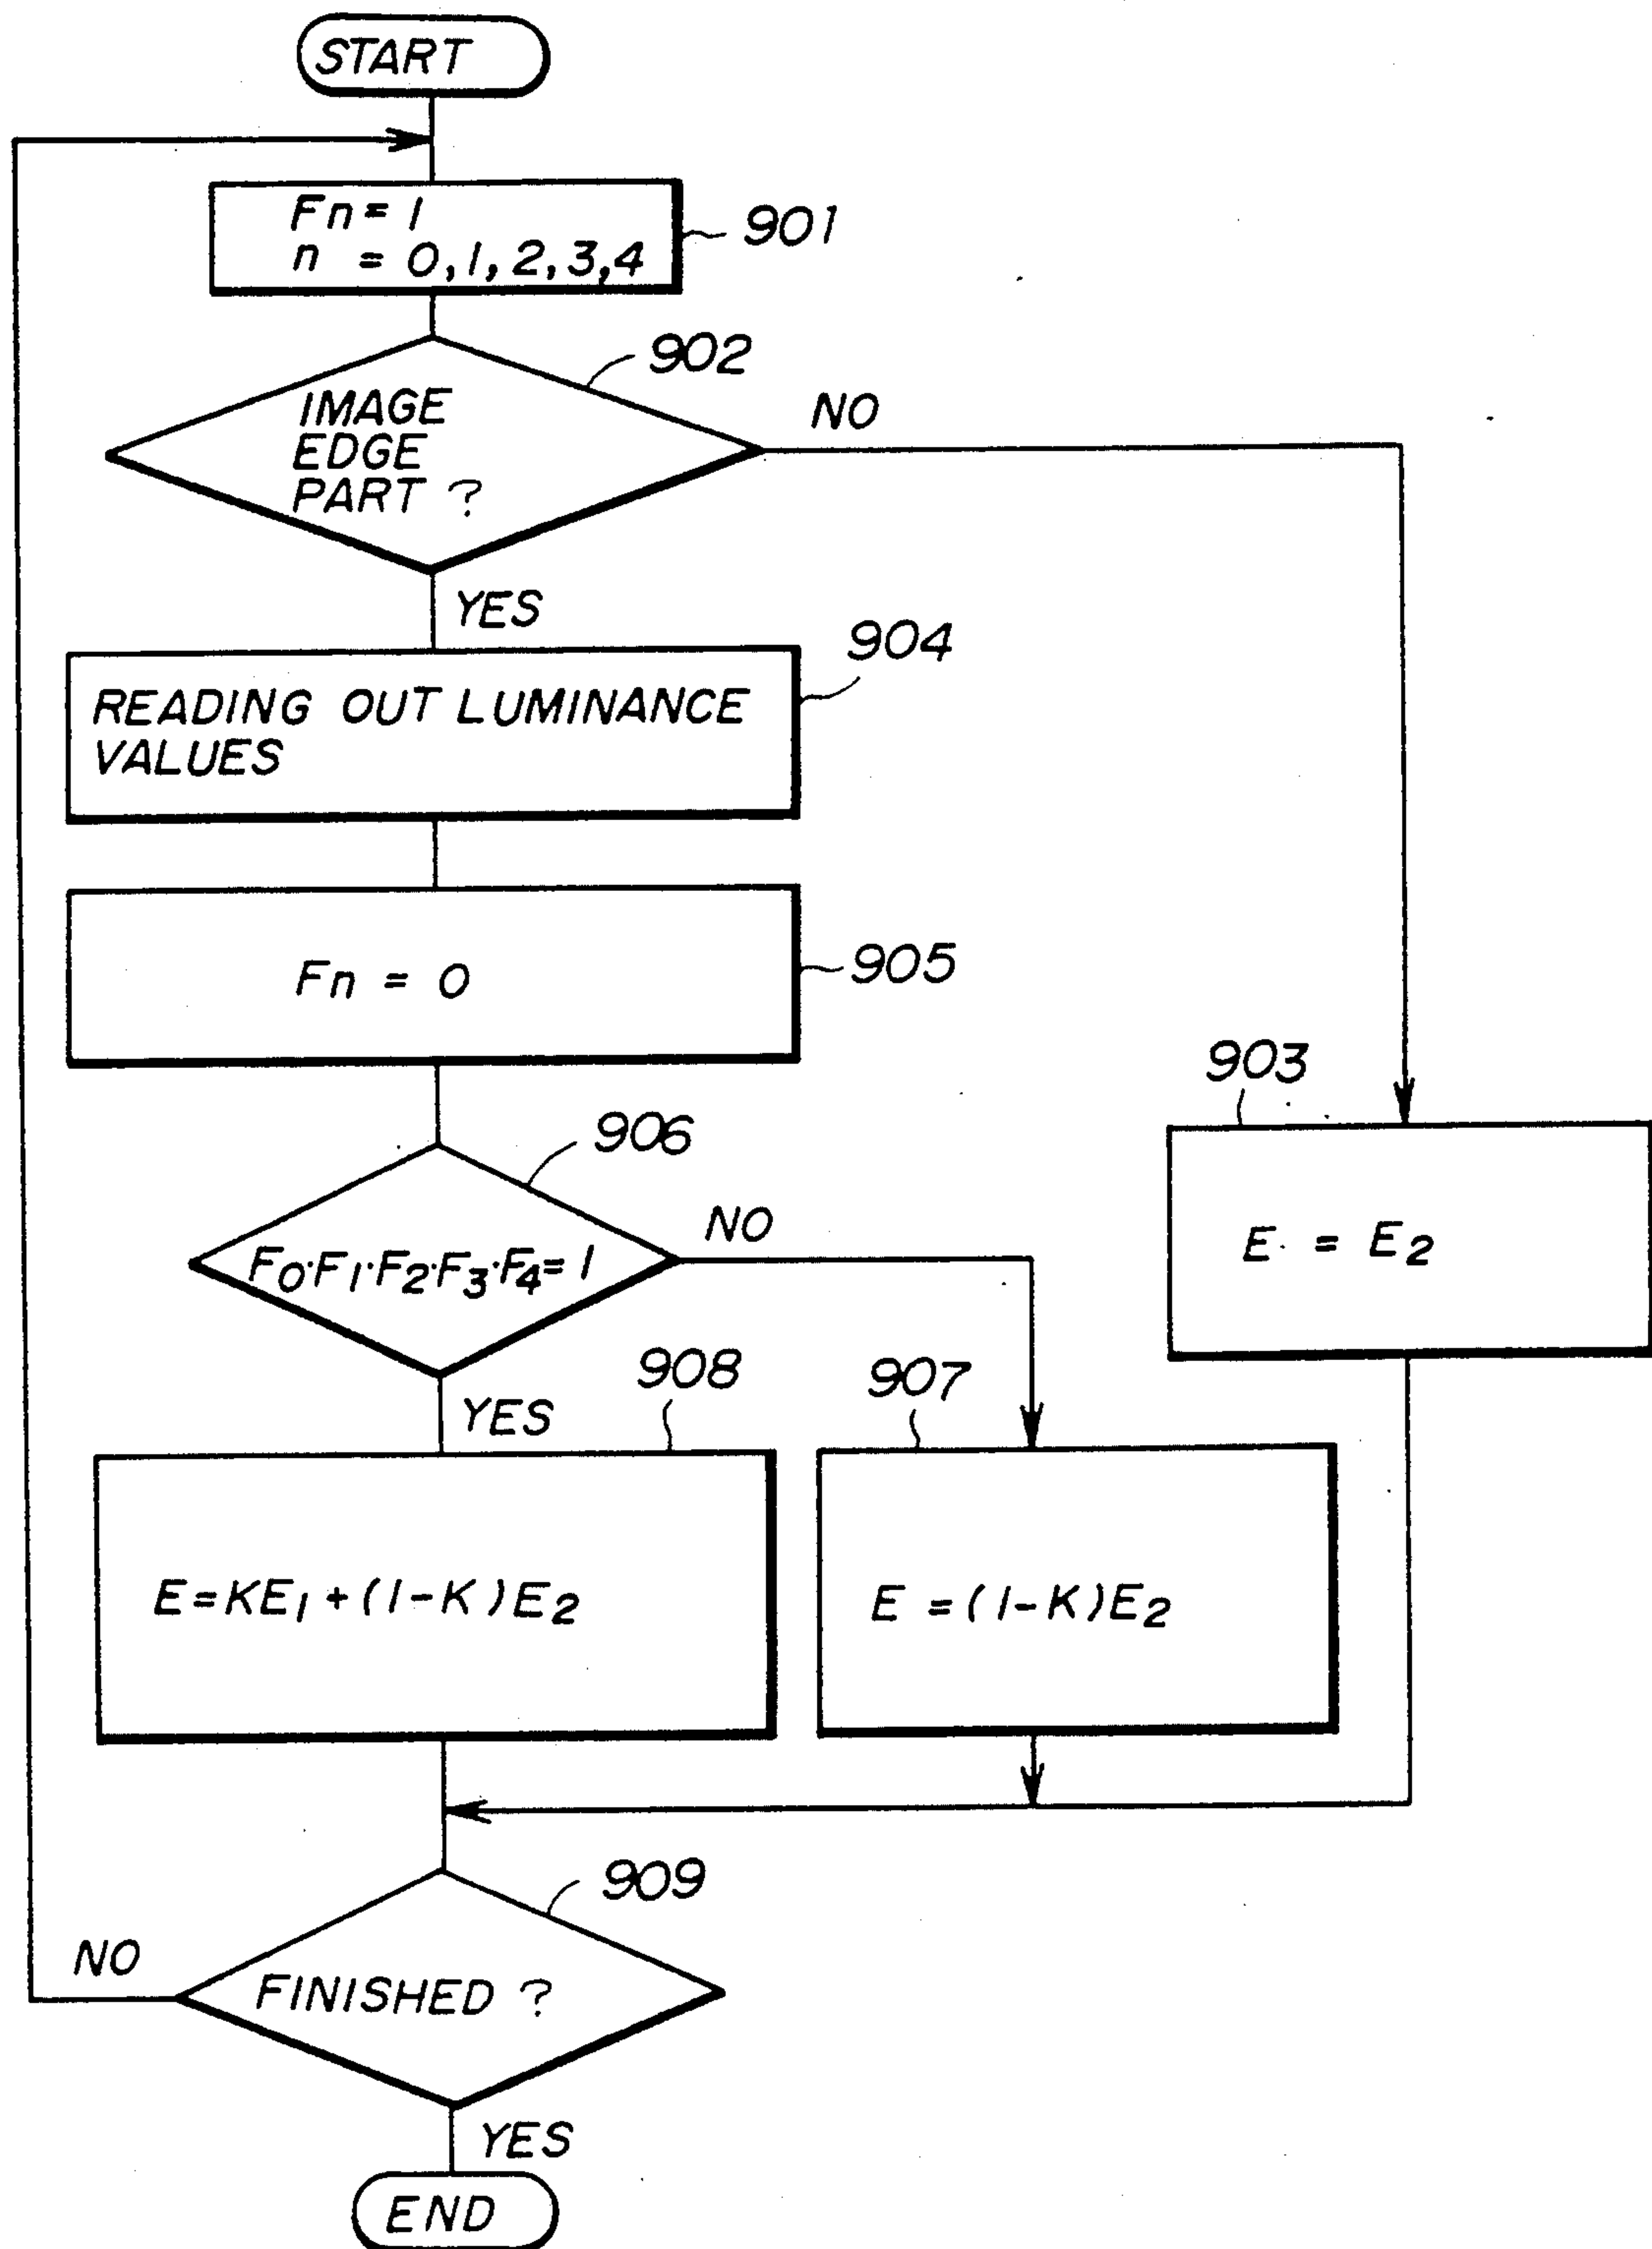 START
Fn = 1
n = 0,1,2,3,4
901
902
IMAGE
EDGE
PART ?
NO
YES
904
READING OUT LUMINANCE
VALUES
Fn = 0
905
903
E = E2
906
F0·F1·F2·F3·F4=1
NO
YES
908
907
E=KE1+(1-K)E2
E =(1-K)E2
909
NO
FINISHED ?
YES
END